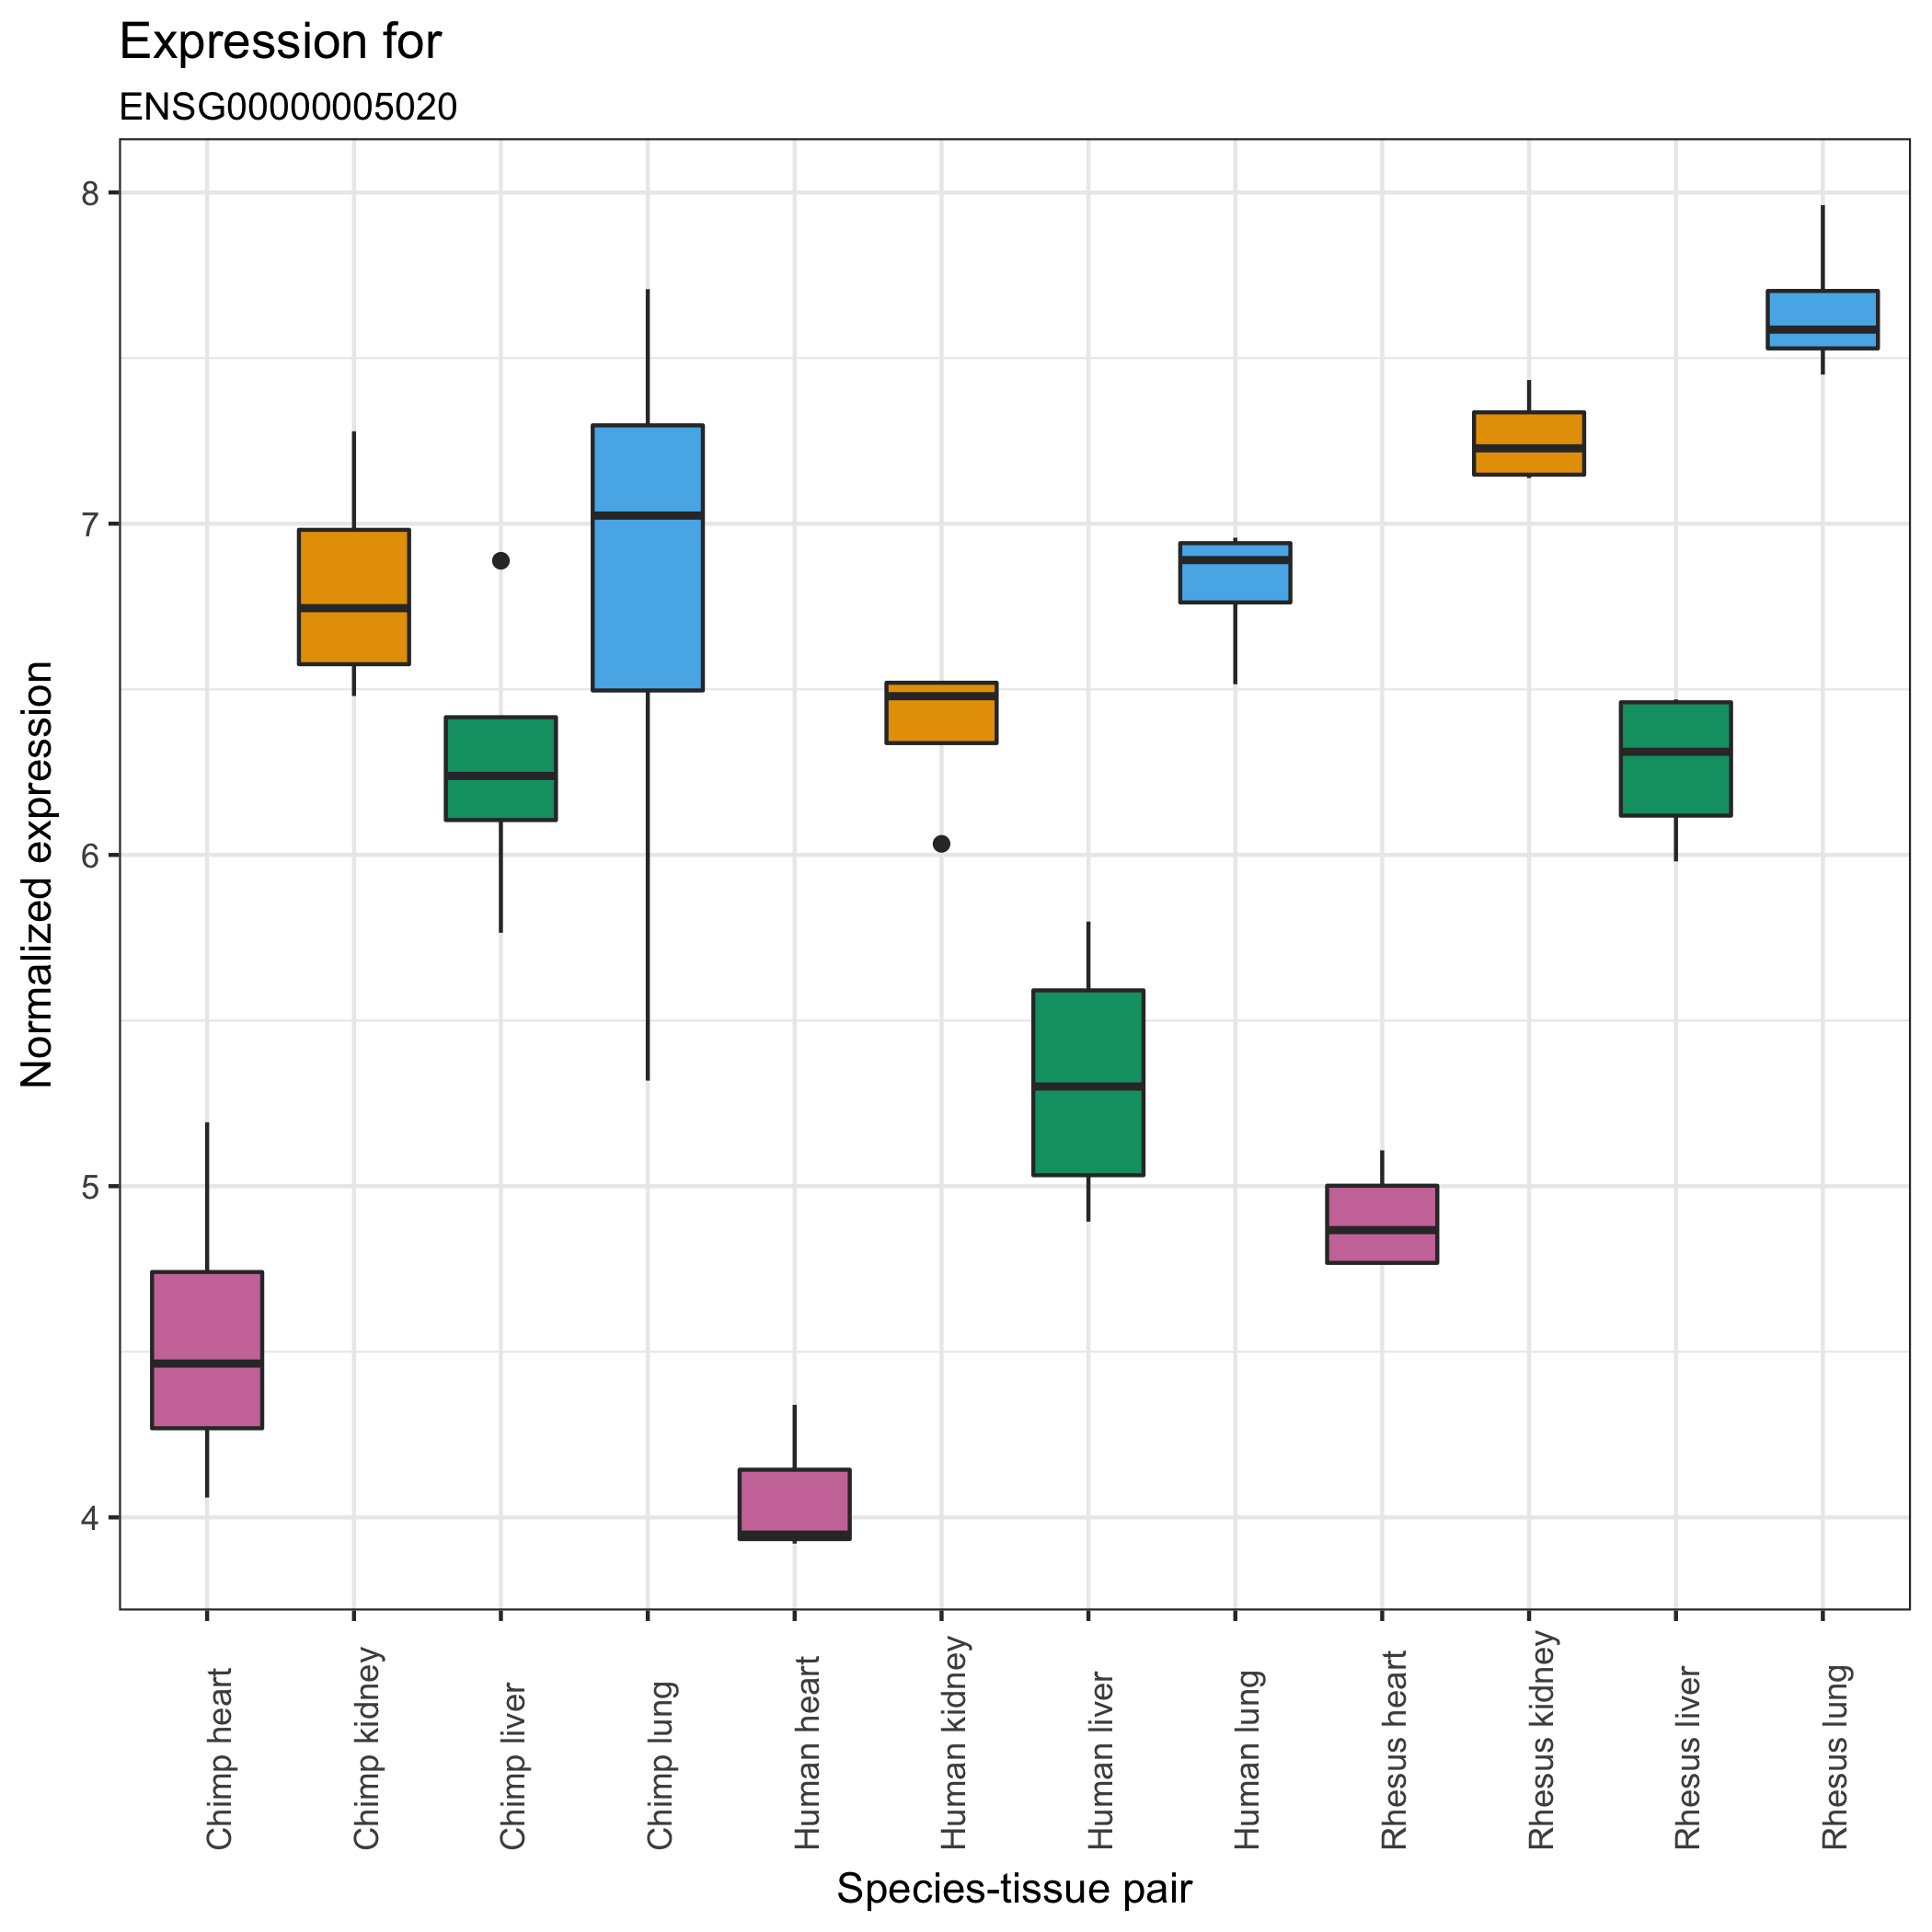 Expression for
ENSG00000005020
Normalized expression
8
7
6
5
4
Chimp heart
Chimp kidney
Chimp liver
Chimp lung
Human heart
Human kidney
Human liver
Human lung
Rhesus heart
Rhesus kidney
Rhesus liver
Rhesus lung
Species-tissue pair